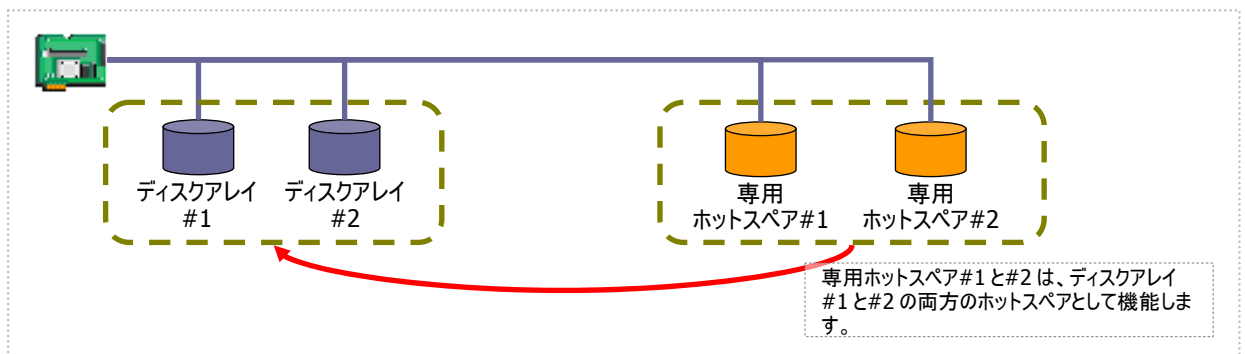 ディスクアレイ
#1
ディスクアレイ
#2
専用
ホットスペア#1
専用
ホットスペア#2
専用ホットスペア#1 と#2 は、ディスクアレイ
#1 と#2 の両方のホットスペアとして機能しま
す。